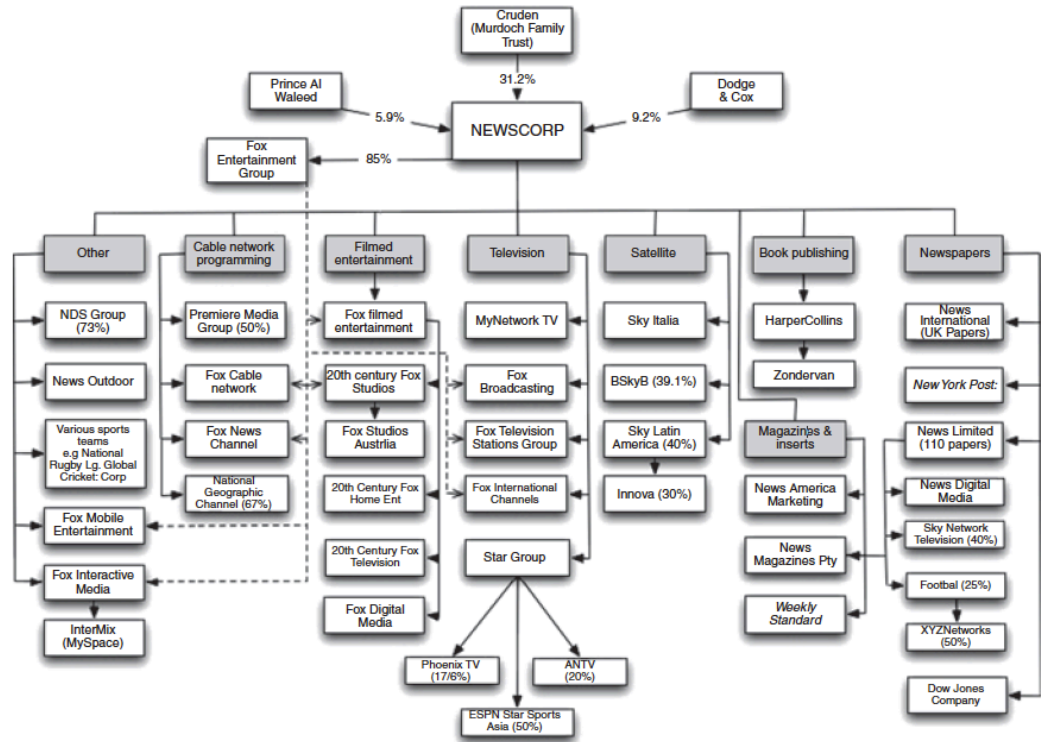 Cruden
(Murdoch Family
Trust)
31.2%
Prince Al
Waleed
5.9%
Dodge
& Cox
9.2%
NEWSCORP
Fox
Entertainment
Group
85%
Other
Cable network
programming
Filmed
entertainment
Television
Satellite
Book publishing
Newspapers
NDS Group
(73%)
News Outdoor
Various sports
teams
e.g National
Rugby Lg. Global
Cricket: Corp
Fox Mobile
Entertainment
Fox Interactive
Media
InterMix
(MySpace)
Premiere Media
Group (50%)
Fox Cable
network
Fox News
Channel
National
Geographic
Channel (67%)
Fox filmed
entertainment
20th century Fox
Studios
Fox Studios
Austrlia
20th Century Fox
Home Ent
20th Century Fox
Television
Fox Digital
Media
MyNetwork TV
Fox
Broadcasting
Fox Television
Stations Group
Fox International
Channels
Star Group
Phoenix TV
(17/6%)
ESPN Star Sports
Asia (50%)
ANTV
(20%)
Sky Italia
BSkyB (39.1%)
Sky Latin
America (40%)
Innova (30%)
HarperCollins
Zondervan
Magazines &
inserts
News America
Marketing
News
Magazines Pty
Weekly
Standard
News
International
(UK Papers)
New York Post:
News Limited
(110 papers)
News Digital
Media
Sky Network
Television (40%)
Footbal (25%)
XYZNetworks
(50%)
Dow Jones
Company